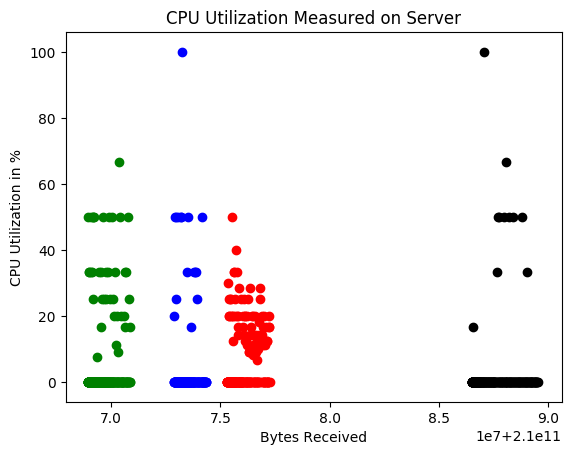 CPU Utilization Measured on Server
100
80
60
40
20
0
CPU Utilization in %
7.0 7.5 8.0 8.5 9.0
1e7+2.1e11
Bytes Received